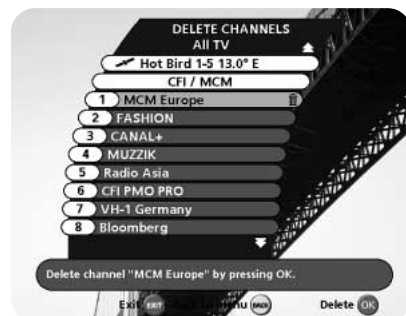 DELETE CHANNELS
All TV
Hot Bird 1-5 13.0° E
CFI / MCM
1 MCM Europe
2 FASHION
3 CANAL+
4 MUZZIK
5 Radio Asia
6 CFI PMO PRO
7 VH-1 Germany
8 Bloomberg
Delete channel "MCM Europe" by pressing OK.
Exit EXIT menu BACK Delete OK